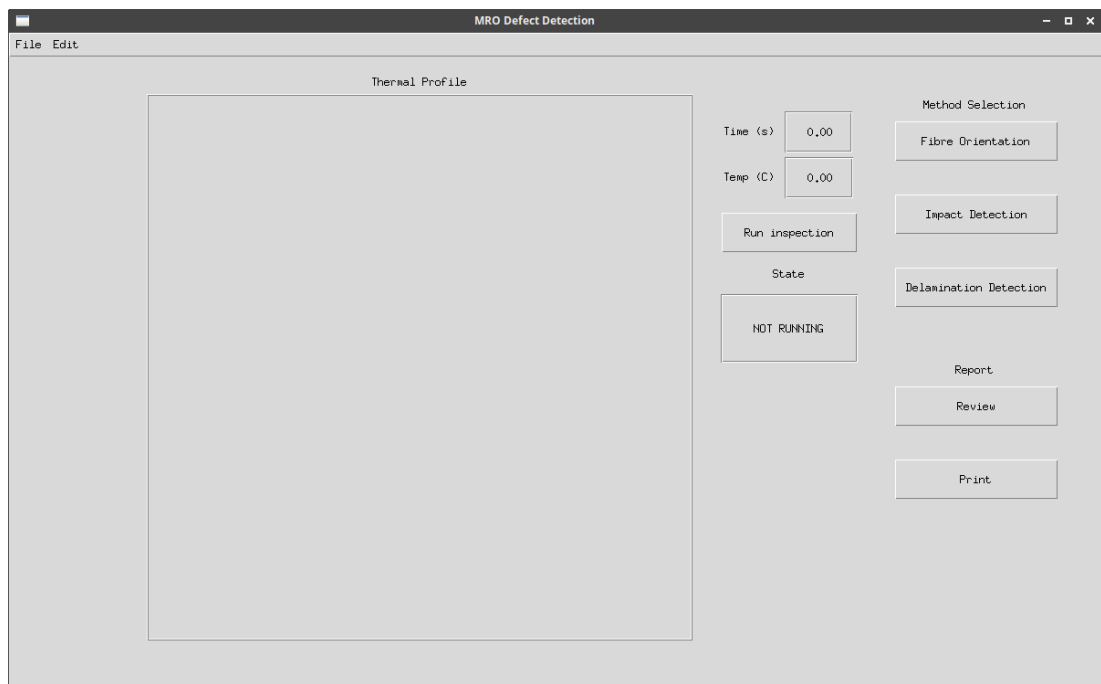 MRO Defect Detection
File Edit
Thermal Profile
Time (s) 0.00
Temp (C) 0.00
Run inspection
State
NOT RUNNING
Method Selection
Fibre Orientation
Impact Detection
Delamination Detection
Report
Review
Print